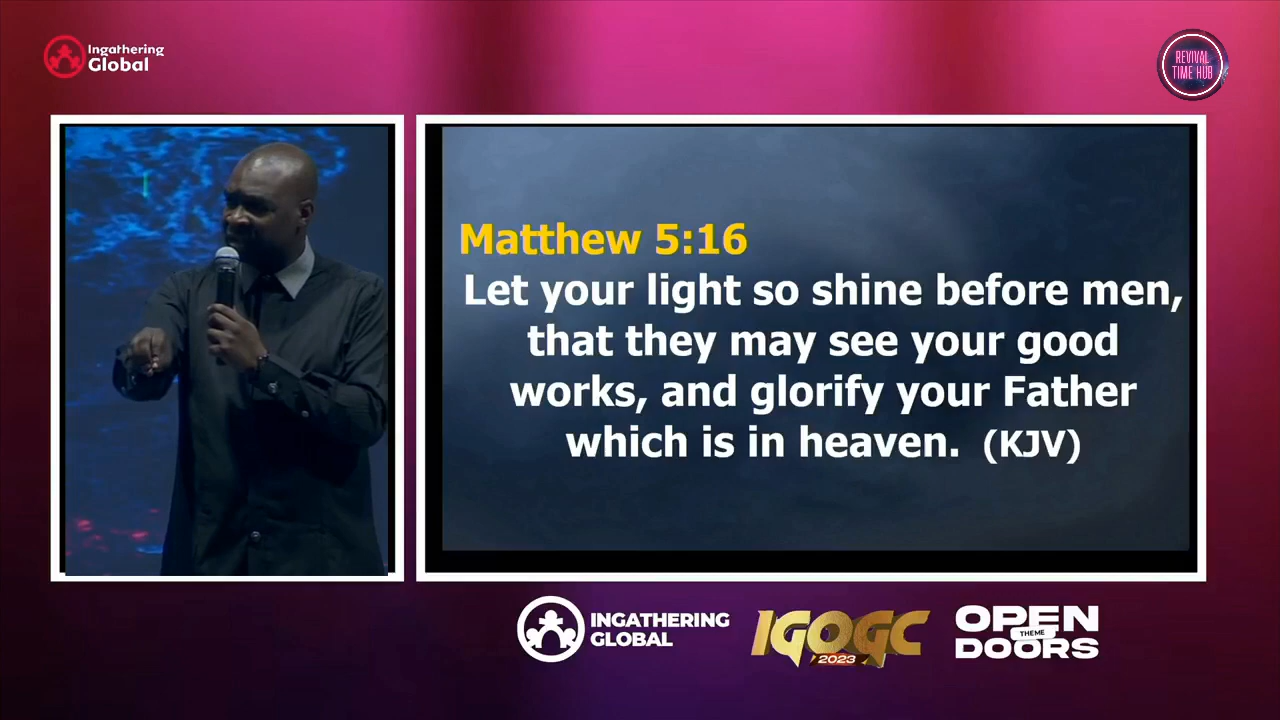 Ingathering
Global
REVIVAL
TIME HUB
Matthew 5:16
Let your light so shine before men,
that they may see your good
works, and glorify your Father
which is in heaven. (KJV)
INGATHERING
GLOBAL
IGOGC
2023
OPEN
THEME
DOORS